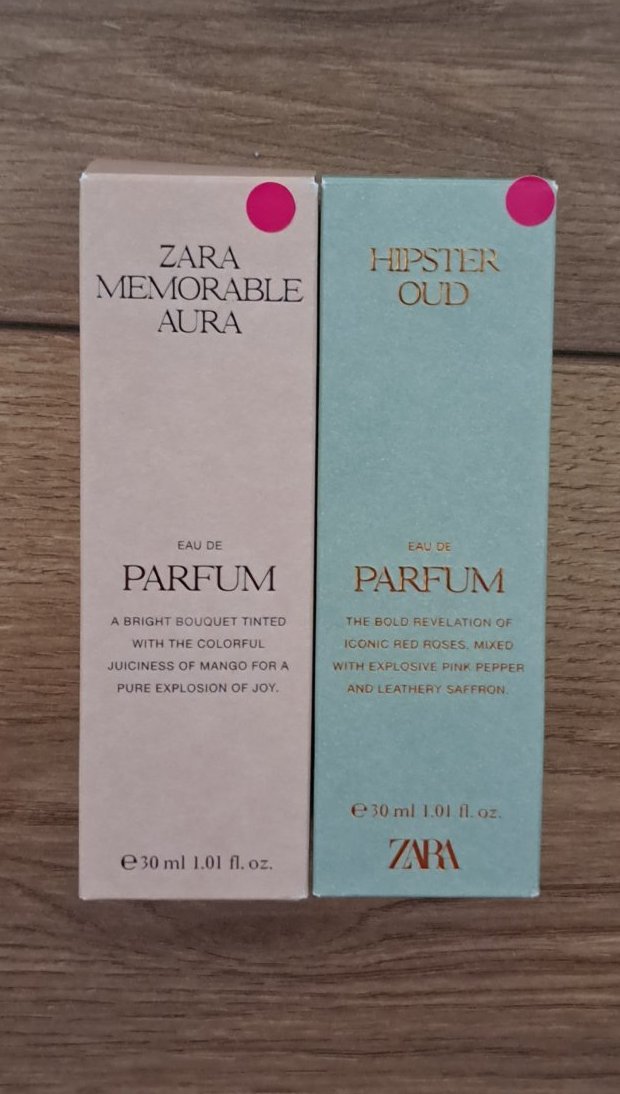 ZARA
MEMORABLE
AURA
EAU DE
PARFUM
A BRIGHT BOUQUET TINTED
WITH THE COLORFUL
JUICINESS OF MANGO FOR A
PURE EXPLOSION OF JOY.
℮30 ml 1.01 fl. oz.
HIPSTER
OUD
EAU DE
PARFUM
THE BOLD REVELATION OF
ICONIC RED ROSES, MIXED
WITH EXPLOSIVE PINK PEPPER
AND LEATHERY SAFFRON.
℮30 ml 1.01 fl. oz.
ZARA